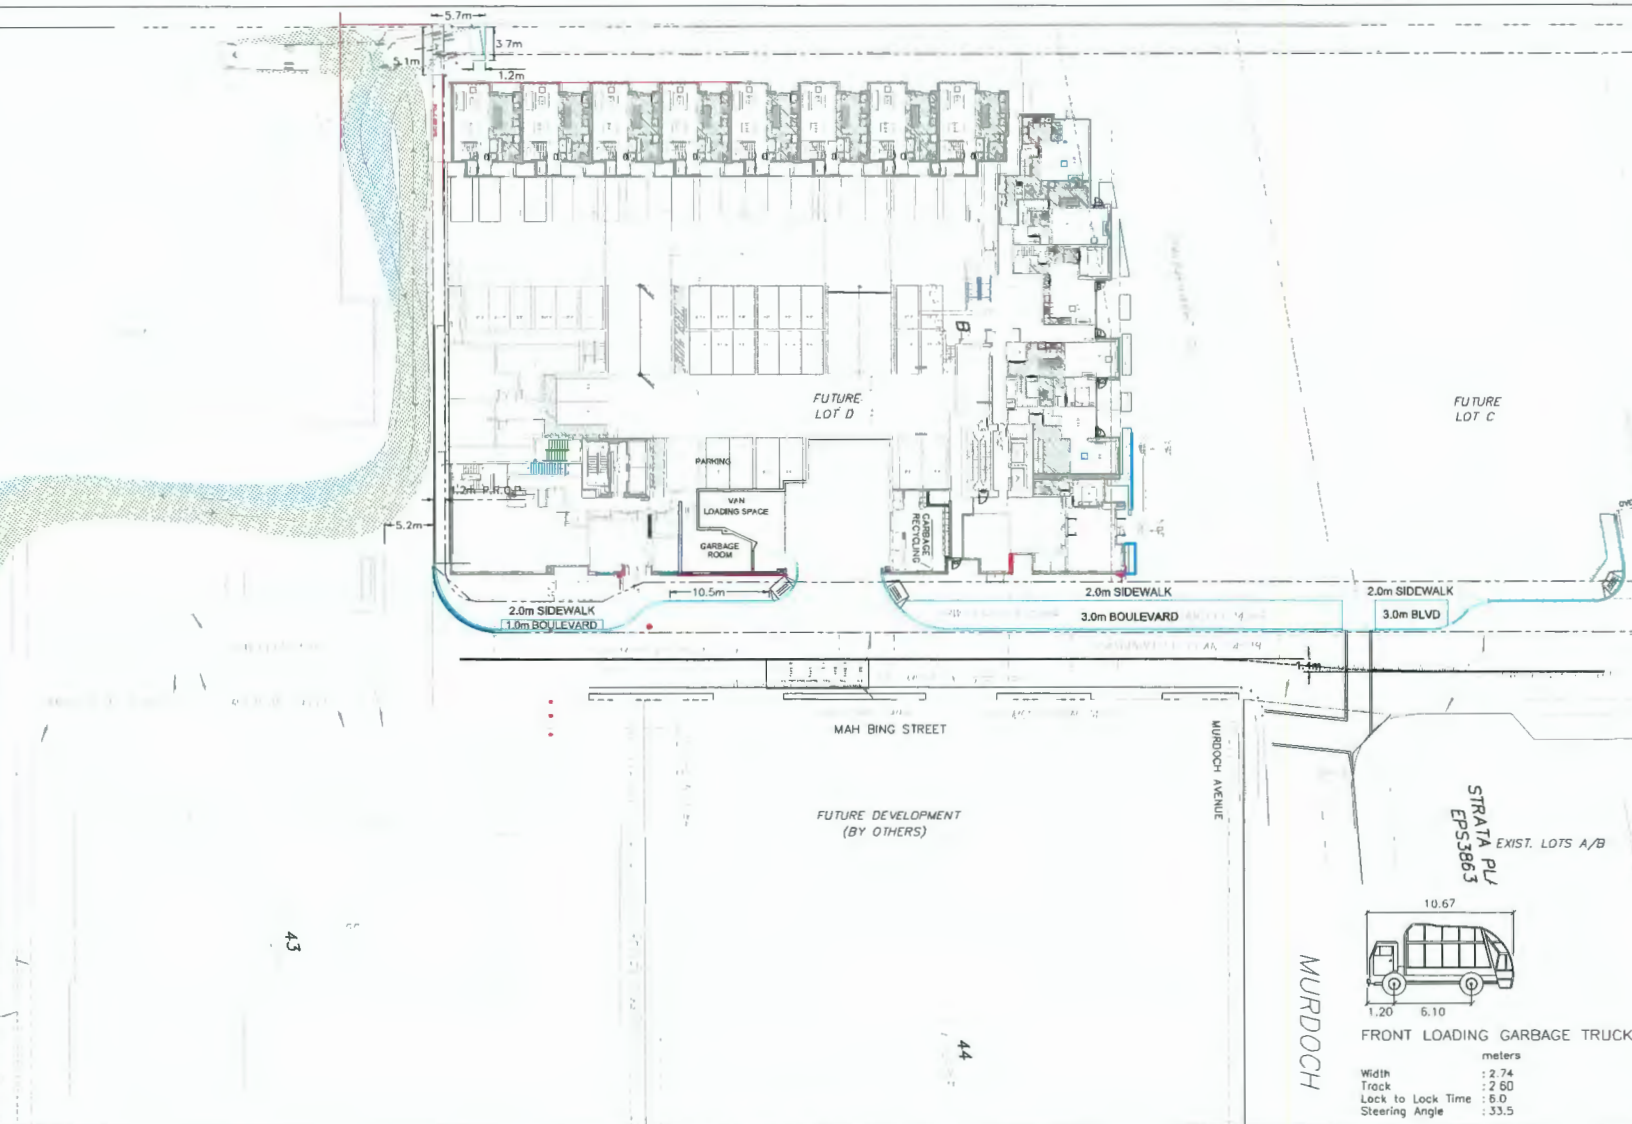 5.7m
3.7m
5.1m
1.2m
B
FUTURE
LOT D
FUTURE
LOT C
PARKING
1.2m P.R.O.P.
VAN
LOADING SPACE
GARBAGE
RECYCLING
5.2m
GARBAGE
ROOM
10.5m
2.0m SIDEWALK
2.0m SIDEWALK
2.0m SIDEWALK
1.0m BOULEVARD
3.0m BOULEVARD
3.0m BLVD
1.4m
MAH BING STREET
MURDOCH AVENUE
FUTURE DEVELOPMENT
(BY OTHERS)
STRATA PL
EPS3863
EXIST. LOTS A/B
43
44
MURDOCH
10.67
1.20 6.10
FRONT LOADING GARBAGE TRUCK
meters
Width : 2.74
Track : 2.60
Lock to Lock Time : 6.0
Steering Angle : 33.5